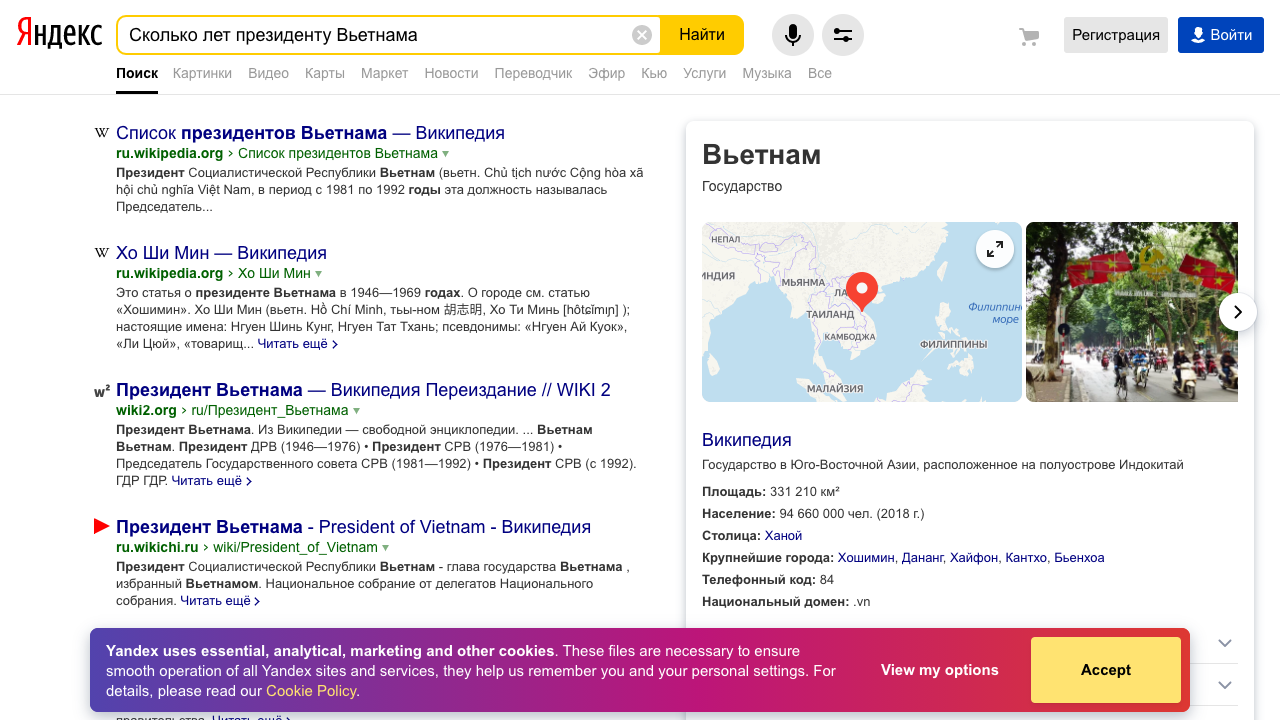 Яндекс
Сколько лет президенту Вьетнама
Найти
Регистрация
Войти
Поиск Картинки Видео Карты Маркет Новости Переводчик Эфир Кью Услуги Музыка Все
Список президентов Вьетнама — Википедия
ru.wikipedia.org › Список президентов Вьетнама
Президент Социалистической Республики Вьетнам (вьетн. Chủ tịch nước Cộng hòa xã
hội chủ nghĩa Việt Nam, в период с 1981 по 1992 годы эта должность называлась
Председатель...
Хо Ши Мин — Википедия
ru.wikipedia.org › Хо Ши Мин
Это статья о президенте Вьетнама в 1946—1969 годах. О городе см. статью
«Хошимин». Хо Ши Мин (вьетн. Hồ Chí Minh, тьы-ном 胡志明, Хо Ти Минь [hòtɕǐmɪɲ] );
настоящие имена: Нгуен Шинь Кунг, Нгуен Тат Тхань; псевдонимы: «Нгуен Ай Куок»,
«Ли Цюй», «товарищ... Читать ещё ›
Президент Вьетнама — Википедия Переиздание // WIKI 2
wiki2.org › ru/Президент_Вьетнама
Президент Вьетнама. Из Википедии — свободной энциклопедии. ... Вьетнам
Вьетнам. Президент ДРВ (1946—1976) • Президент СРВ (1976—1981) •
Председатель Государственного совета СРВ (1981—1992) • Президент СРВ (с 1992).
ГДР ГДР. Читать ещё ›
Президент Вьетнама - President of Vietnam - Википедия
ru.wikichi.ru › wiki/President_of_Vietnam
Президент Социалистической Республики Вьетнам - глава государства Вьетнама ,
избранный Вьетнамом. Национальное собрание от делегатов Национального
собрания. Читать ещё ›
Вьетнам
Государство
НЕПАЛ
ИНДИЯ
МЬЯНМА
ЛА
ТАИЛАНД
КАМБОДЖА
Филиппин
море
ФИЛИППИНЫ
МАЛАЙЗИЯ
Википедия
Государство в Юго-Восточной Азии, расположенное на полуострове Индокитай
Площадь: 331 210 км²
Население: 94 660 000 чел. (2018 г.)
Столица: Ханой
Крупнейшие города: Хошимин, Дананг, Хайфон, Кантхо, Бьенхоа
Телефонный код: 84
Национальный домен: .vn
Yandex uses essential, analytical, marketing and other cookies. These files are necessary to ensure
smooth operation of all Yandex sites and services, they help us remember you and your personal settings. For
details, please read our Cookie Policy.
View my options
Accept
правительства. Читать ещё ›